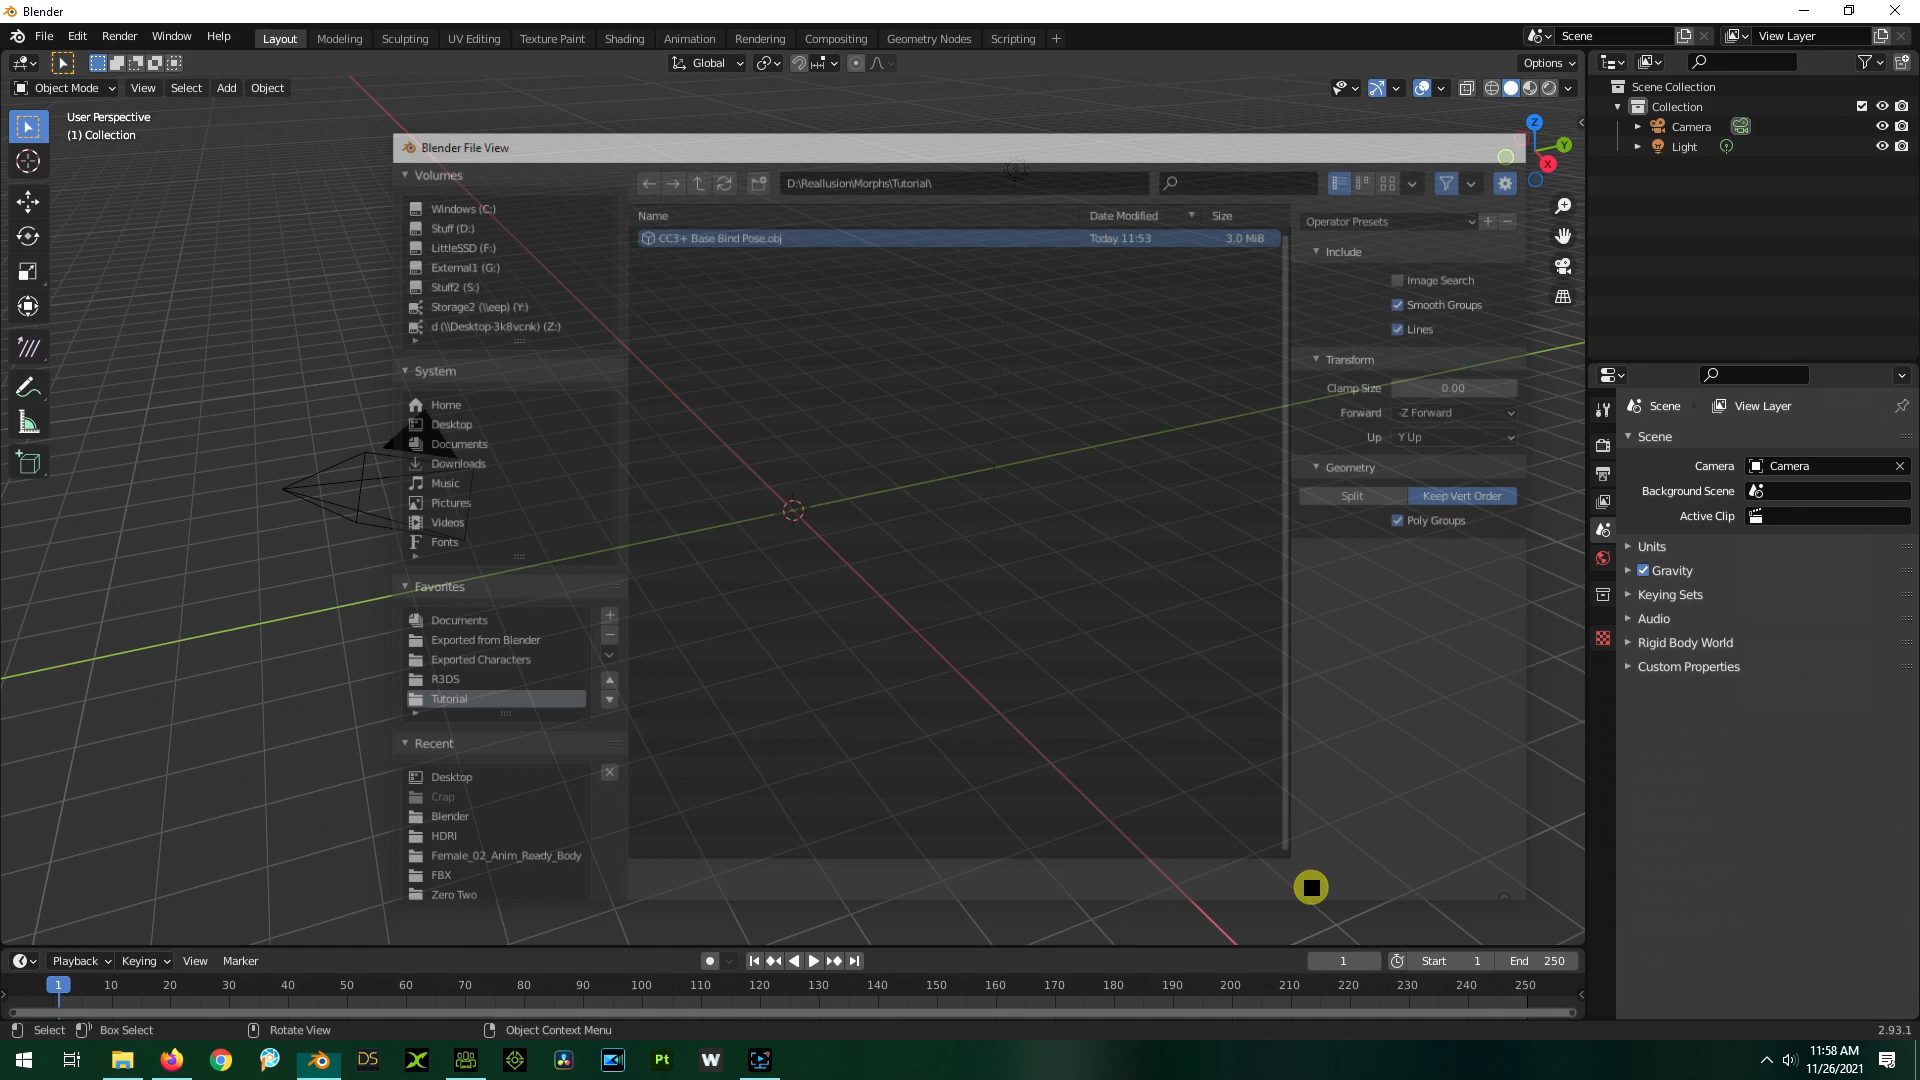 Blender
File Edit Render Window Help
Layout Modeling Sculpting UV Editing Texture Paint Shading Animation Rendering Compositing Geometry Nodes Scripting +
Scene
View Layer
Global
Options
Object Mode View Select Add Object
User Perspective
(1) Collection
Z
Y
X
Scene Collection
Collection
Camera
Light
Blender File View
Volumes
Windows (C:)
Stuff (D:)
LittleSSD (F:)
External1 (G:)
Stuff2 (S:)
Storage2 (\\eep) (Y:)
d (\\Desktop-3k8vcnk) (Z:)
System
Home
Desktop
Documents
Downloads
Music
Pictures
Videos
Fonts
Favorites
Documents
Exported from Blender
Exported Characters
R3DS
Tutorial
Recent
Desktop
Crap
Blender
HDRI
Female_02_Anim_Ready_Body
FBX
Zero Two
D:\Reallusion\Morphs\Tutorial\
Name Date Modified Size
CC3+ Base Bind Pose.obj Today 11:53 3.0 MiB
Operator Presets
Include
Image Search
Smooth Groups
Lines
Transform
Clamp Size 0.00
Forward -Z Forward
Up Y Up
Geometry
Split Keep Vert Order
Poly Groups
Scene View Layer
Scene
Camera Camera
Background Scene
Active Clip
Units
Gravity
Keying Sets
Audio
Rigid Body World
Custom Properties
Playback Keying View Marker
1 Start 1 End 250
1 10 20 30 40 50 60 70 80 90 100 110 120 130 140 150 160 170 180 190 200 210 220 230 240 250
Select Box Select Rotate View Object Context Menu
2.93.1
DS
Pt
W
11:58 AM
11/26/2021